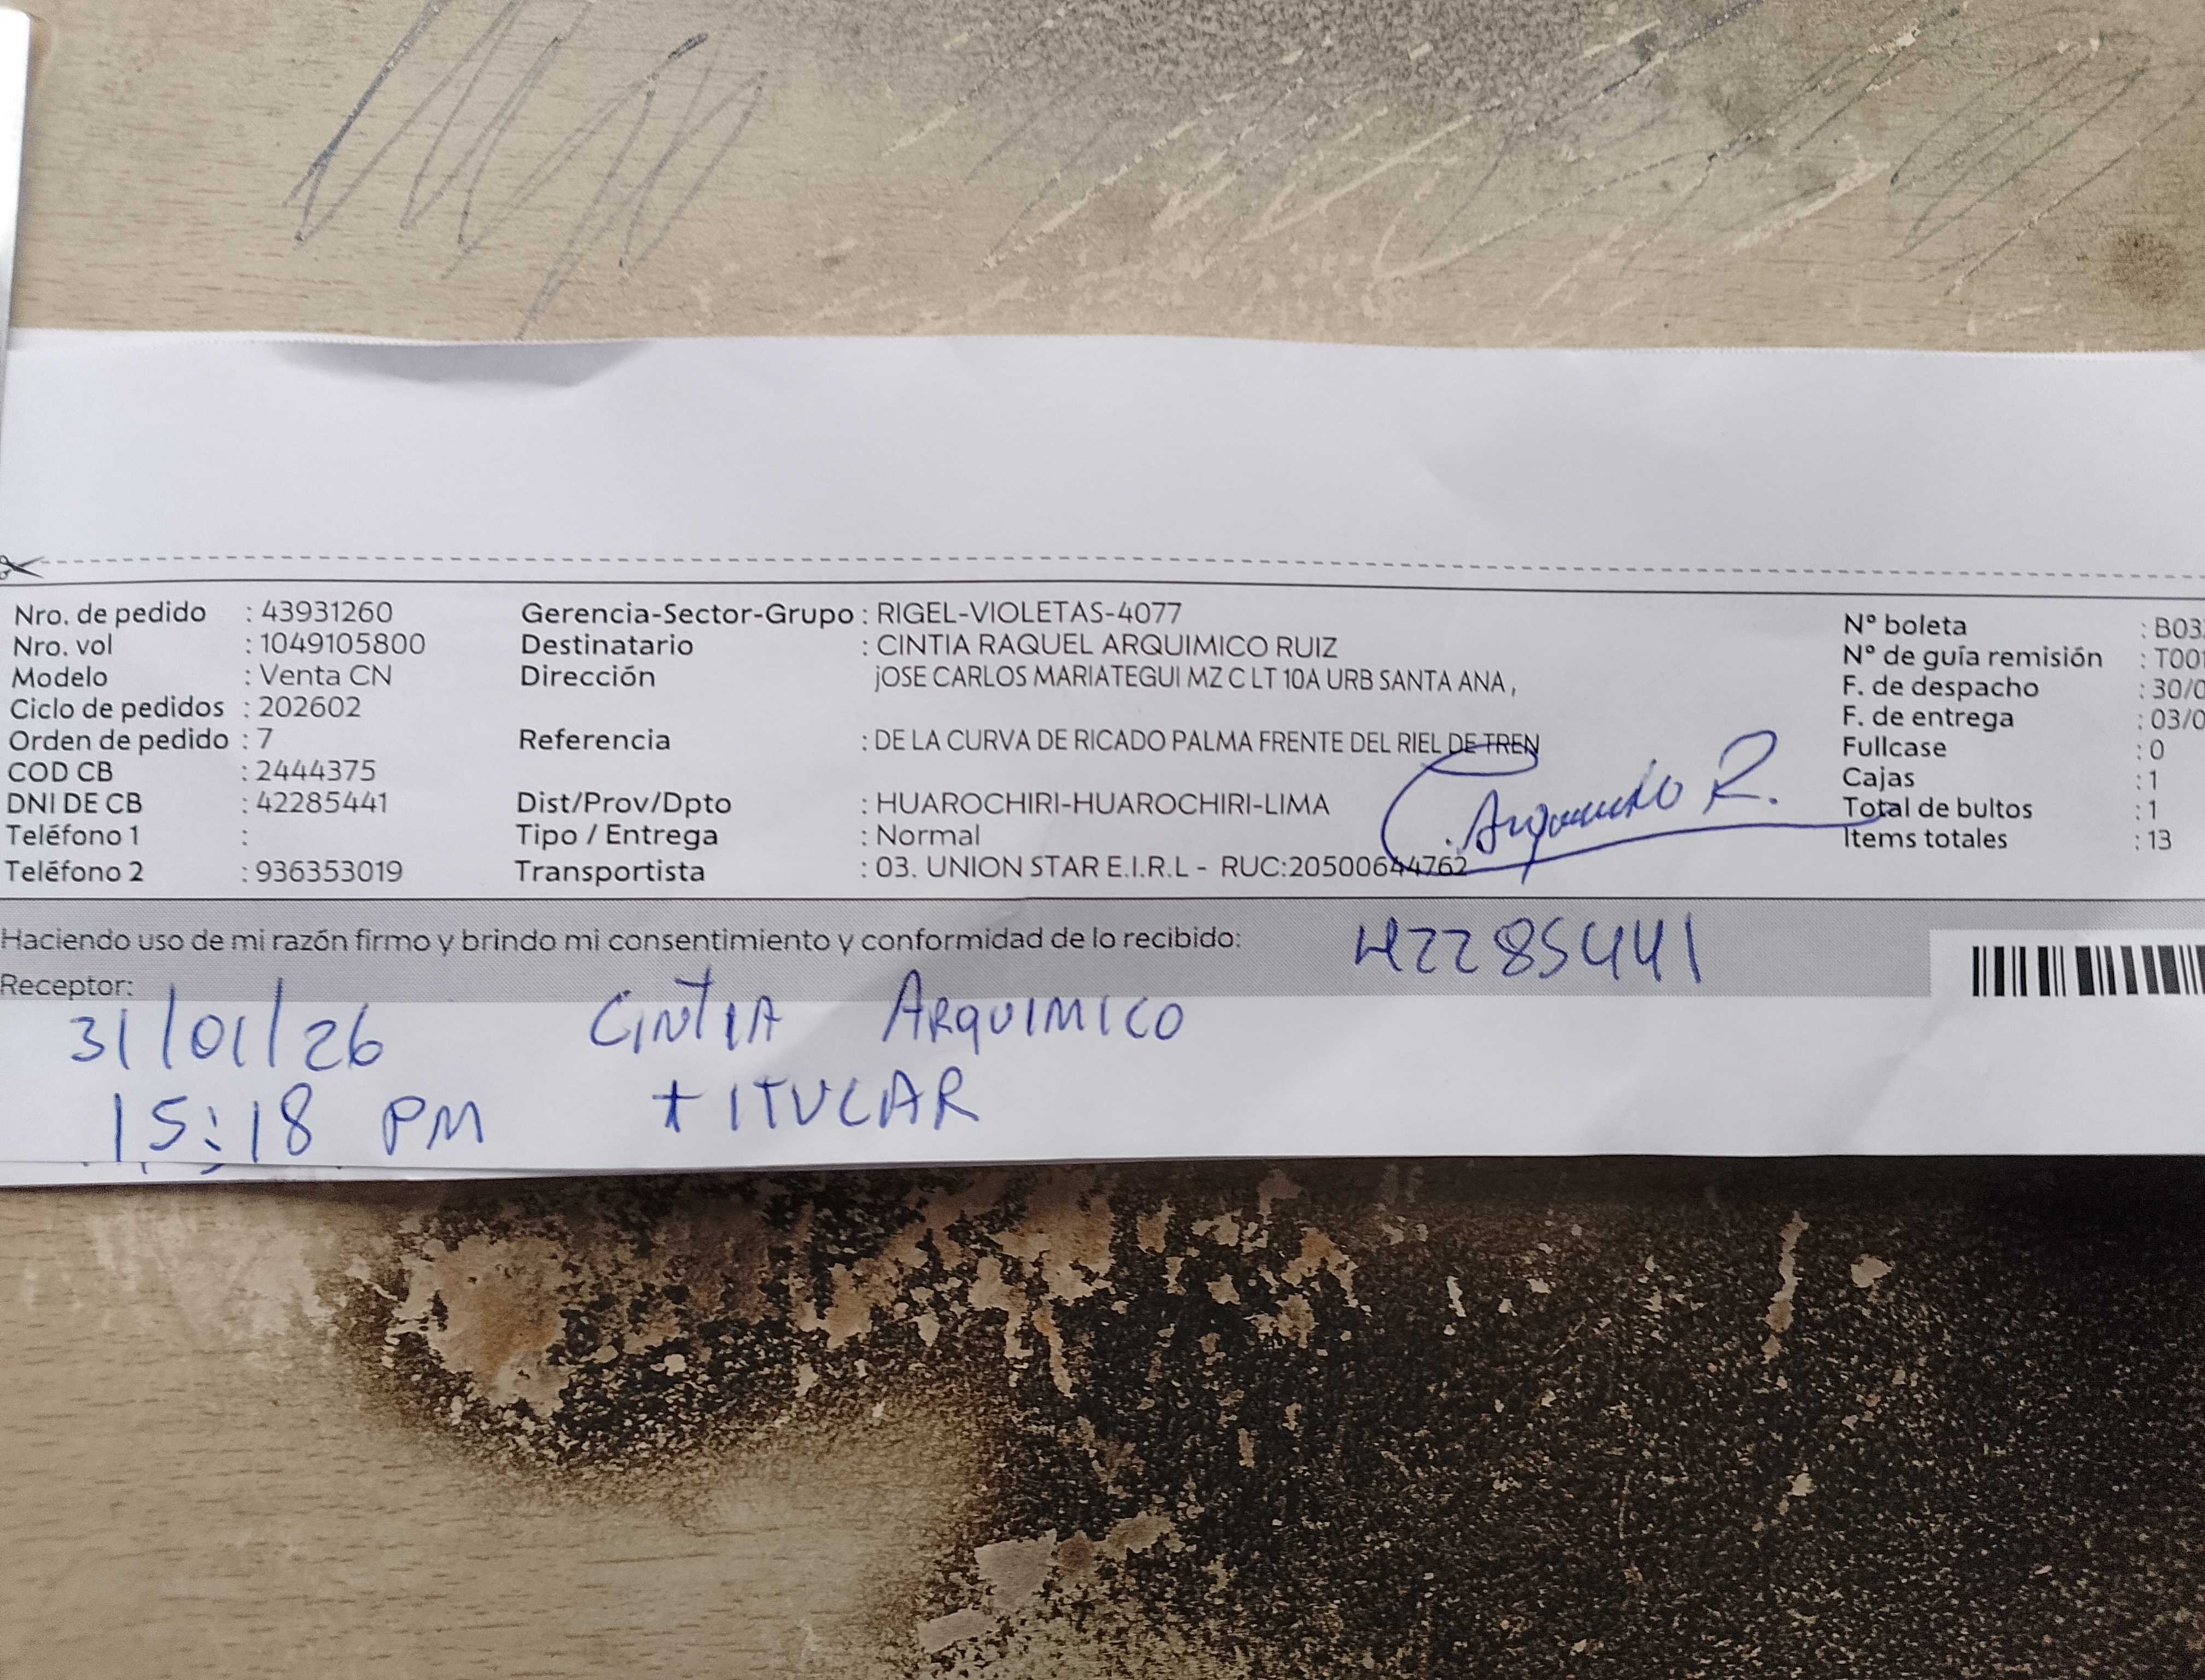 Nro. de pedido : 43931260
Nro. vol : 1049105800
Modelo : Venta CN
Ciclo de pedidos : 202602
Orden de pedido : 7
COD CB : 2444375
DNI DE CB : 42285441
Teléfono 1 :
Teléfono 2 : 936353019
Gerencia-Sector-Grupo : RIGEL-VIOLETAS-4077
Destinatario : CINTIA RAQUEL ARQUIMICO RUIZ
Dirección jOSE CARLOS MARIATEGUI MZ C LT 10A URB SANTA ANA ,
Referencia : DE LA CURVA DE RICADO PALMA FRENTE DEL RIEL DE TREN
Dist/Prov/Dpto : HUAROCHIRI-HUAROCHIRI-LIMA
Tipo / Entrega : Normal
Transportista : 03. UNION STAR E.I.R.L - RUC:20500644762
N° boleta : B03
N° de guía remisión : T001
F. de despacho : 30/0
F. de entrega : 03/0
Fullcase : 0
Cajas : 1
Total de bultos : 1
Items totales : 13
R.
Haciendo uso de mi razón firmo y brindo mi consentimiento y conformidad de lo recibido:
42285441
Receptor:
31/01/26 CINTIA ARQUIMICO
15:18 PM TITULAR